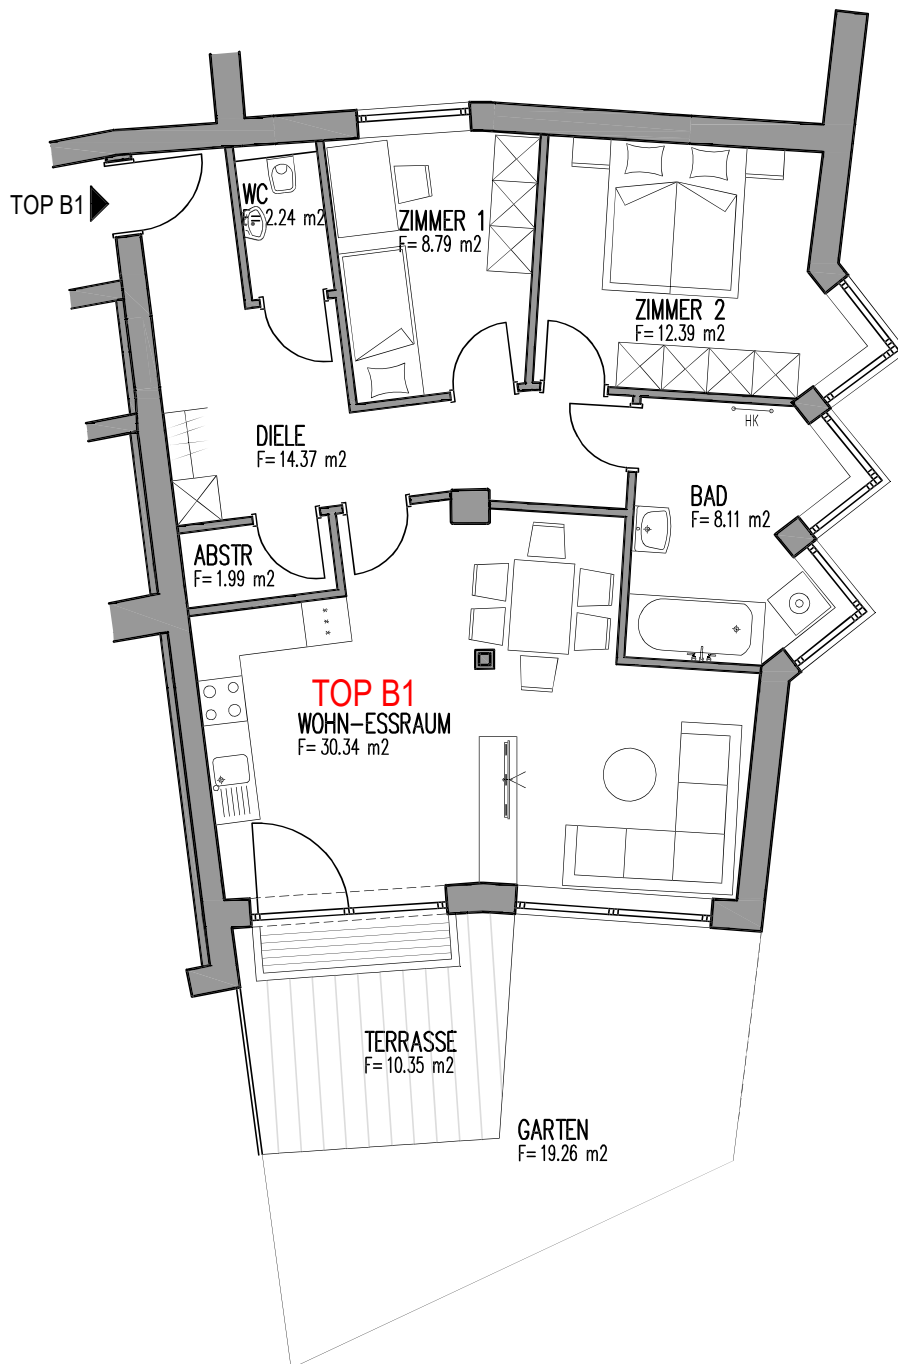 TOP B1
WC
F= 2.24 m2
ZIMMER 1
F= 8.79 m2
ZIMMER 2
F= 12.39 m2
HK
DIELE
F= 14.37 m2
BAD
F= 8.11 m2
ABSTR
F= 1.99 m2
TOP B1
WOHN-ESSRAUM
F= 30.34 m2
TERRASSE
F= 10.35 m2
GARTEN
F= 19.26 m2